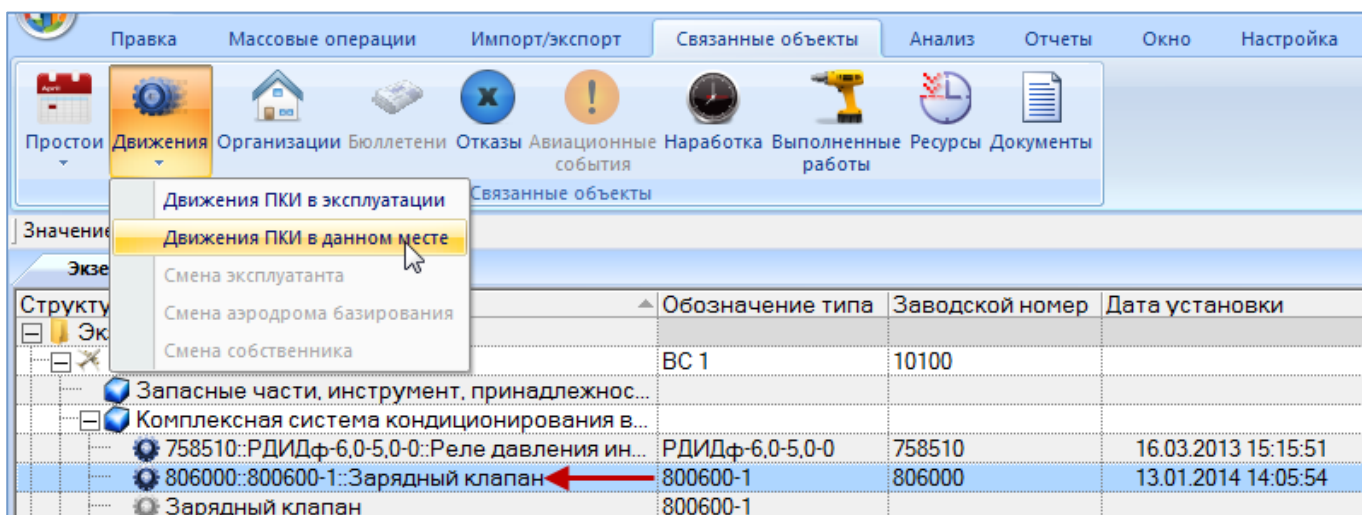 Правка Массовые операции Импорт/экспорт Связанные объекты Анализ Отчеты Окно Настройка
April
Простои Движения Организации Бюллетени Отказы Авиационные Наработка Выполненные Ресурсы Документы
события работы
Связанные объекты
Движения ПКИ в эксплуатации
Значение
Движения ПКИ в данном месте
Экзе
Смена эксплуатанта
Структу Обозначение типа Заводской номер Дата установки
Смена аэродрома базирования
Эк
Смена собственника
ВС 1 10100
Запасные части, инструмент, принадлежнос...
Комплексная система кондиционирования в...
758510::РДИДф-6,0-5,0-0::Реле давления ин... РДИДф-6,0-5,0-0 758510 16.03.2013 15:15:51
806000::800600-1::Зарядный клапан 800600-1 806000 13.01.2014 14:05:54
Зарядный клапан 800600-1